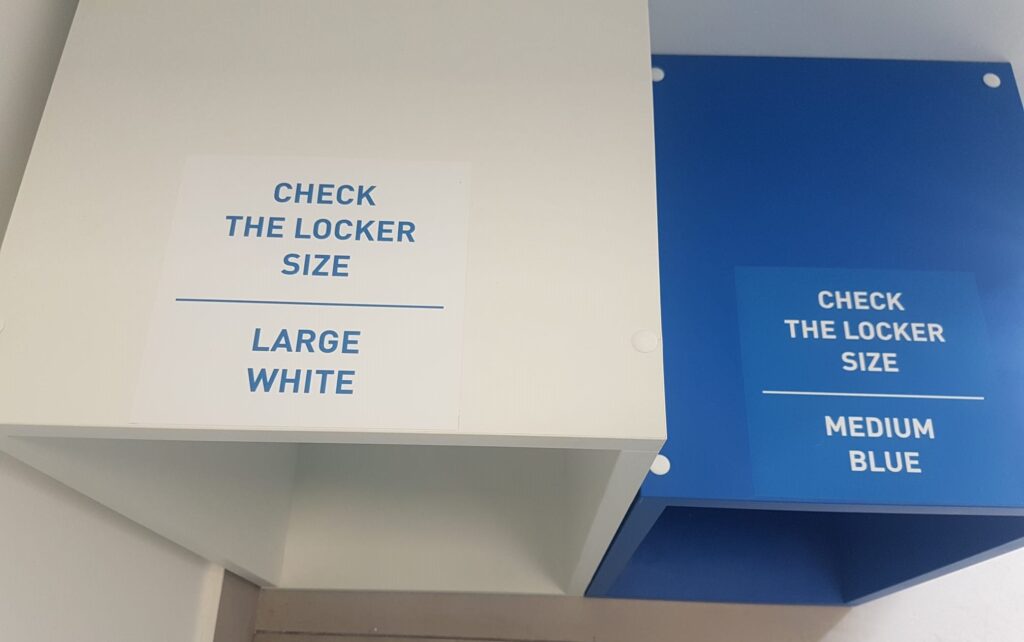 CHECK
THE LOCKER
SIZE
LARGE
WHITE
CHECK
THE LOCKER
SIZE
MEDIUM
BLUE